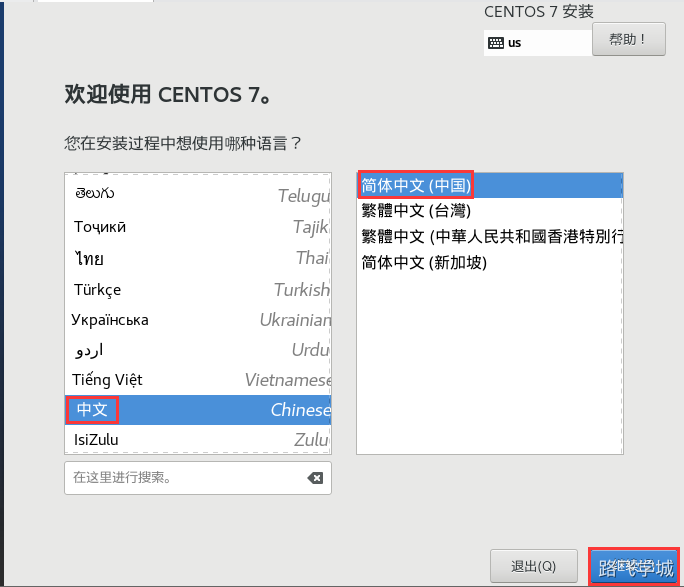 CENTOS 7 安装
us
帮助！
欢迎使用 CENTOS 7。
您在安装过程中想使用哪种语言？
తెలుగు Telugu
Тоҷикӣ Tajik
ไทย Thai
Türkçe Turkish
Українська Ukrainian
اردو Urdu
Tiếng Việt Vietnamese
中文 Chinese
IsiZulu Zulu
在这里进行搜索。
简体中文 (中国)
繁體中文 (台灣)
繁體中文 (中華人民共和國香港特別行
简体中文 (新加坡)
退出(Q)